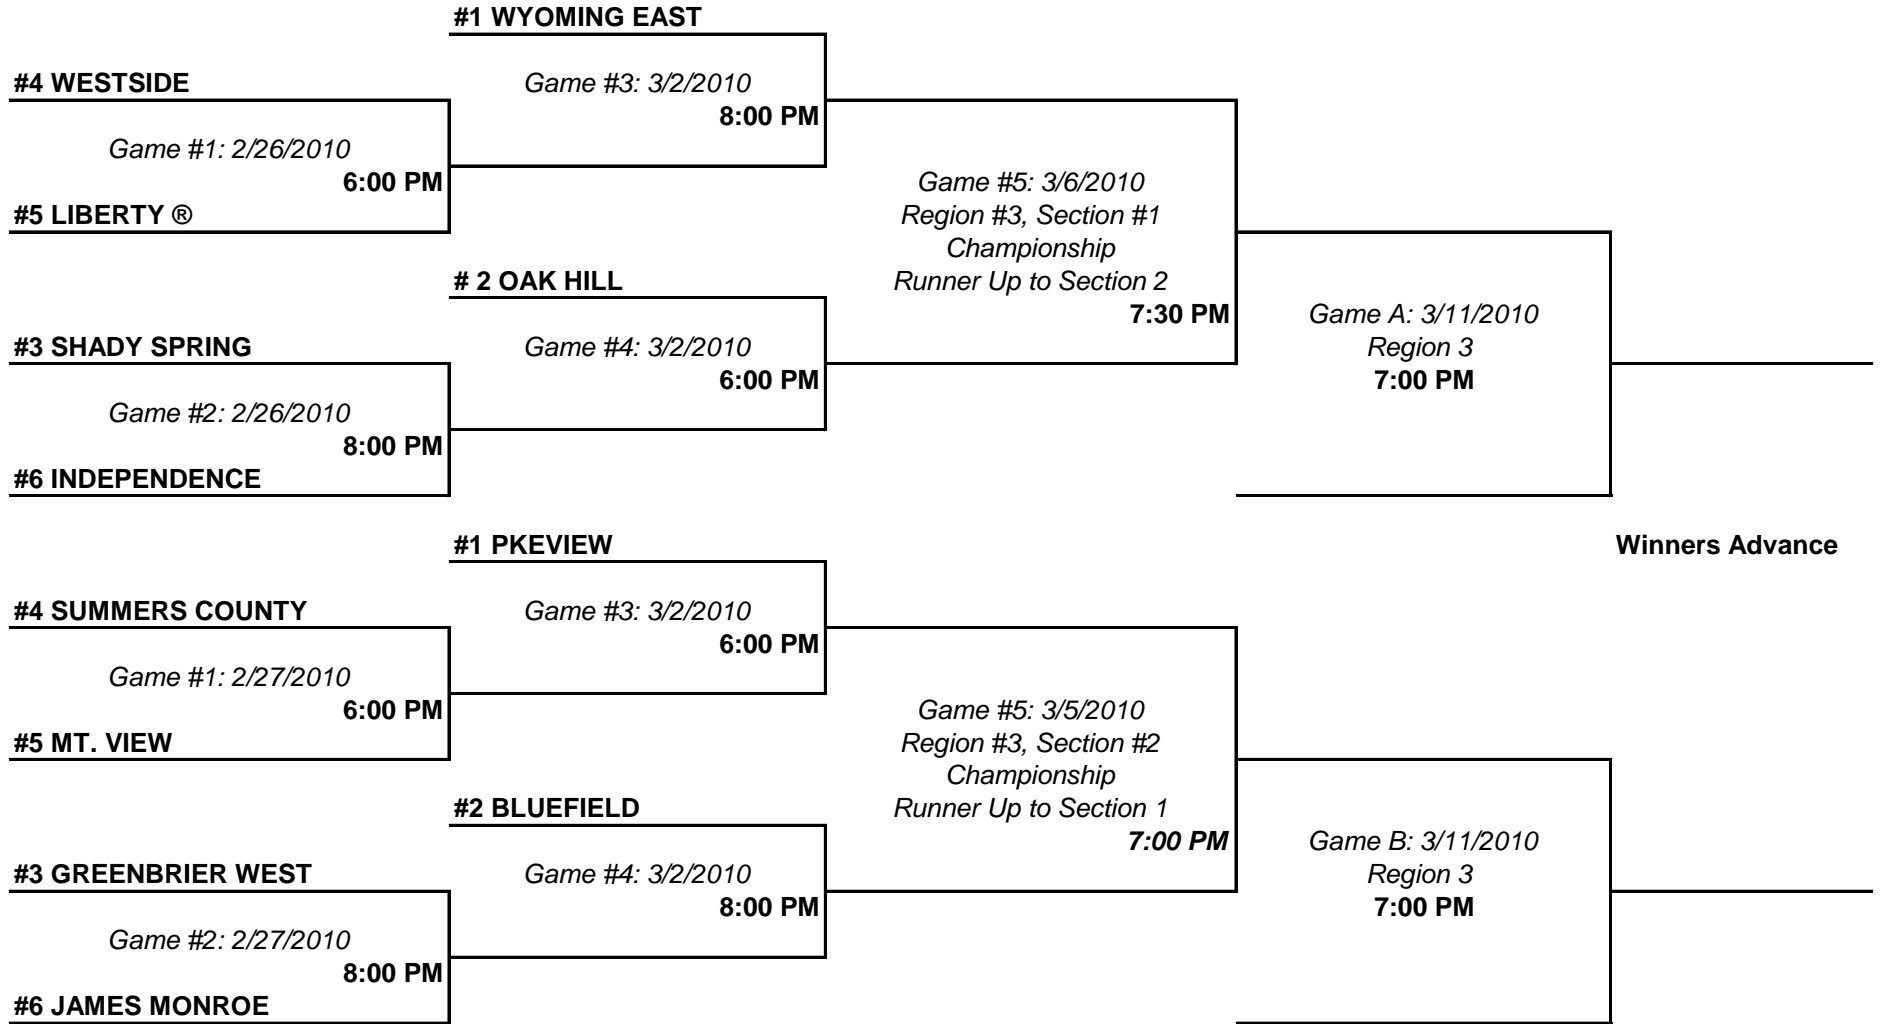 #1 WYOMING EAST
#4 WESTSIDE
Game #3: 3/2/2010
8:00 PM
Game #1: 2/26/2010
6:00 PM
#5 LIBERTY ®
Game #5: 3/6/2010
Region #3, Section #1
Championship
Runner Up to Section 2
7:30 PM
# 2 OAK HILL
#3 SHADY SPRING
Game #4: 3/2/2010
6:00 PM
Game #2: 2/26/2010
8:00 PM
#6 INDEPENDENCE
Game A: 3/11/2010
Region 3
7:00 PM
#1 PKEVIEW
Winners Advance
#4 SUMMERS COUNTY
Game #3: 3/2/2010
6:00 PM
Game #1: 2/27/2010
6:00 PM
#5 MT. VIEW
Game #5: 3/5/2010
Region #3, Section #2
Championship
Runner Up to Section 1
7:00 PM
#2 BLUEFIELD
#3 GREENBRIER WEST
Game #4: 3/2/2010
8:00 PM
Game #2: 2/27/2010
8:00 PM
#6 JAMES MONROE
Game B: 3/11/2010
Region 3
7:00 PM